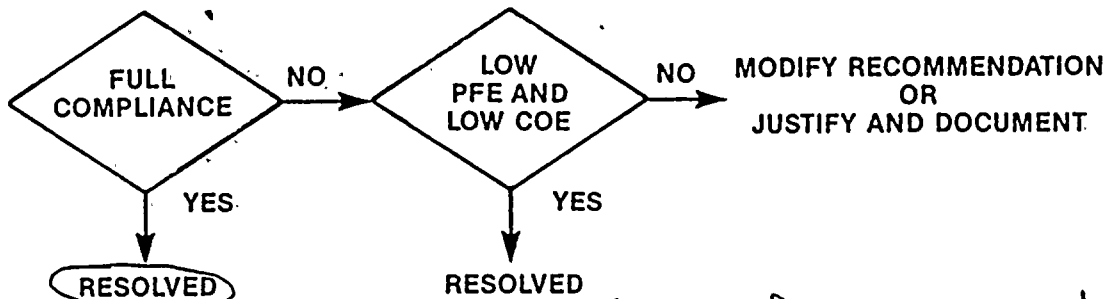 FULL
COMPLIANCE
NO
LOW
PFE AND
LOW COE
NO
MODIFY RECOMMENDATION
OR
JUSTIFY AND DOCUMENT
YES
YES
RESOLVED
RESOLVED